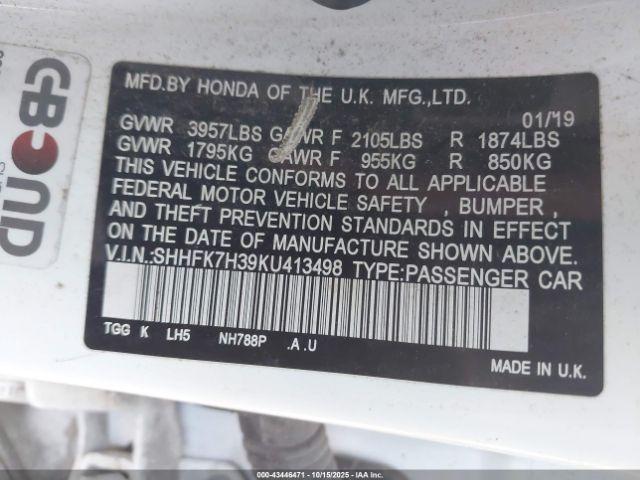 MFD.BY HONDA OF THE U.K. MFG.,LTD.
01/19
GVWR 3957LBS GAWR F 2105LBS R 1874LBS
GVWR 1795KG GAWR F 955KG R 850KG
THIS VEHICLE CONFORMS TO ALL APPLICABLE
FEDERAL MOTOR VEHICLE SAFETY , BUMPER ,
AND THEFT PREVENTION STANDARDS IN EFFECT
ON THE DATE OF MANUFACTURE SHOWN ABOVE.
V.I.N.:SHHFK7H39KU413498 TYPE:PASSENGER CAR
TGG K LH5 NH788P .A .U
MADE IN U.K.
IAA 43446471 | 10/15/2025 | COPYRIGHT © IAA